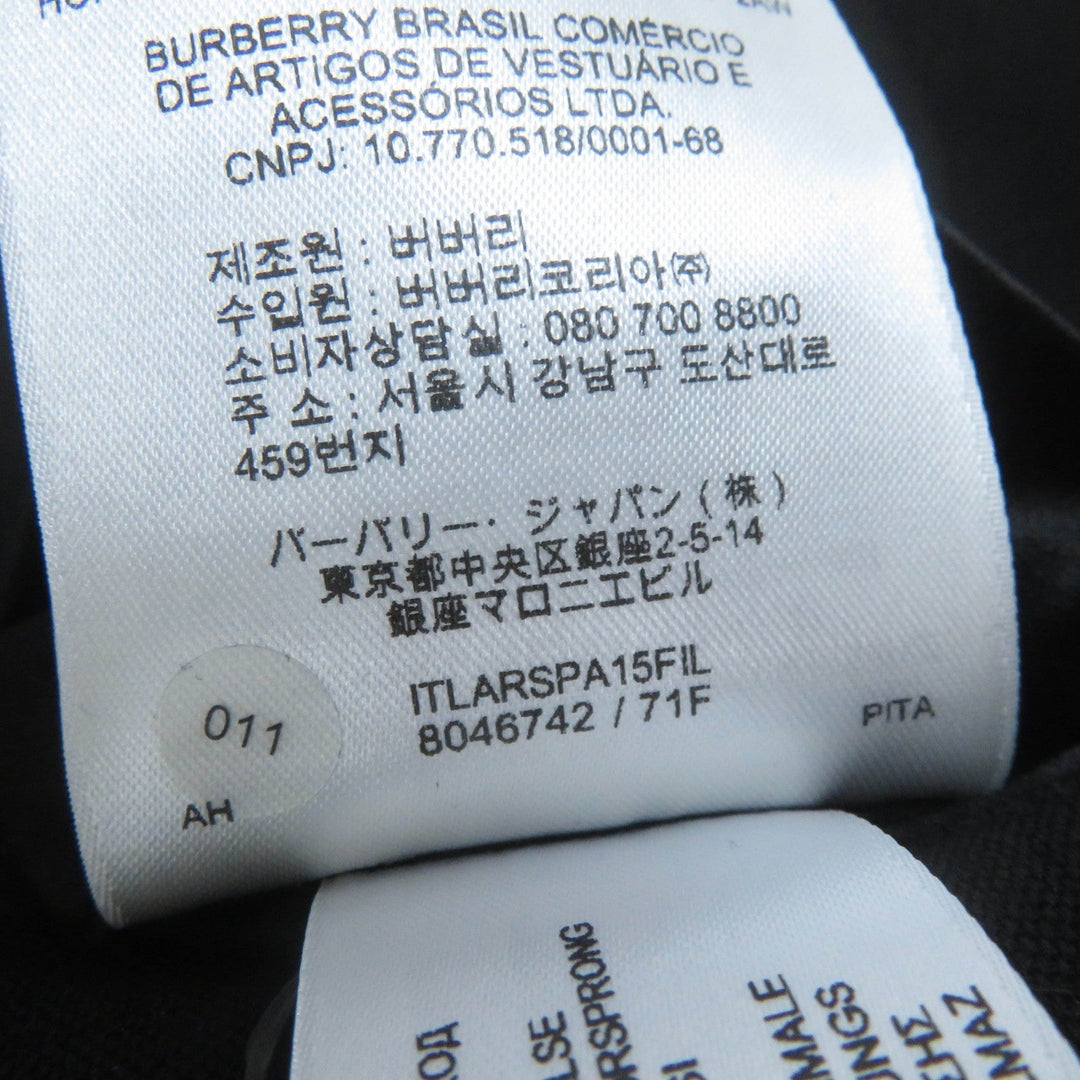 BURBERRY BRASIL COMÉRCIO
DE ARTIGOS DE VESTUÁRIO E
ACESSÓRIOS LTDA.
CNPJ: 10.770.518/0001-68
제조원 : 버버리
수입원 : 버버리코리아㈜
소비자상담실 : 080 700 8800
주 소 : 서울시 강남구 도산대로
459번지
バーバリー・ジャパン(株)
東京都中央区銀座2-5-14
銀座マロニエビル
ITLARSPA15FIL
8046742 / 71F
PITA
011
AH